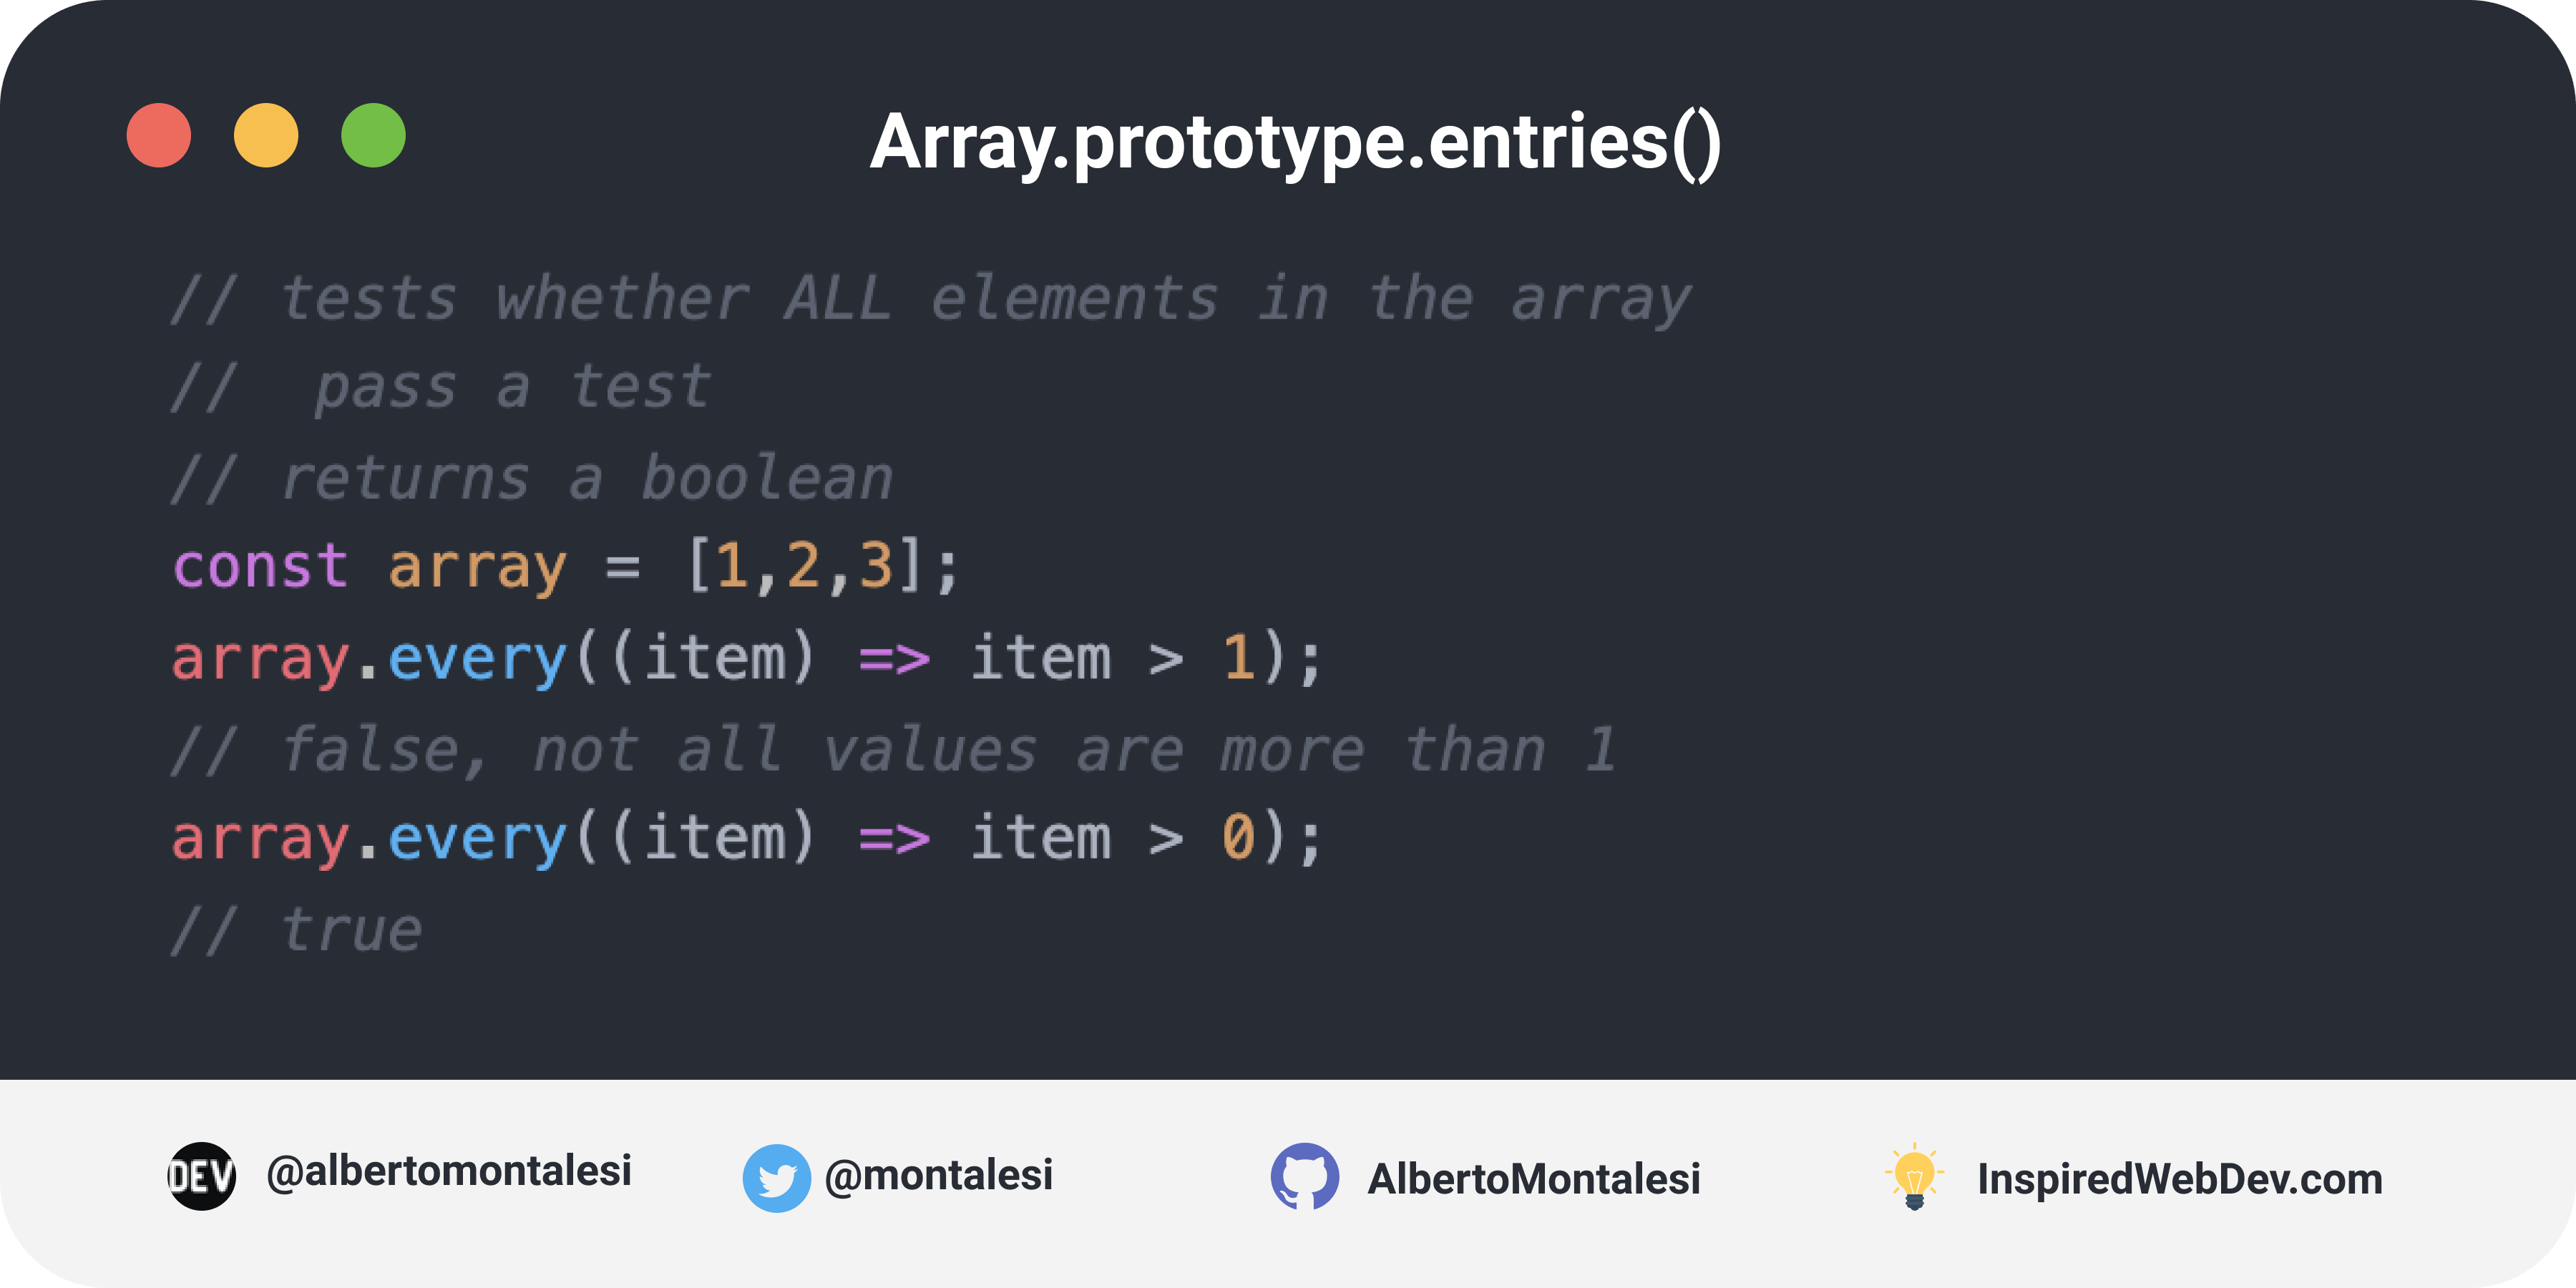 Array.prototype.entries()
// tests whether ALL elements in the array
//  pass a test
// returns a boolean
const array = [1,2,3];
array.every((item) => item > 1);
// false, not all values are more than 1
array.every((item) => item > 0);
// true
DEV @albertomontalesi @montalesi AlbertoMontalesi InspiredWebDev.com